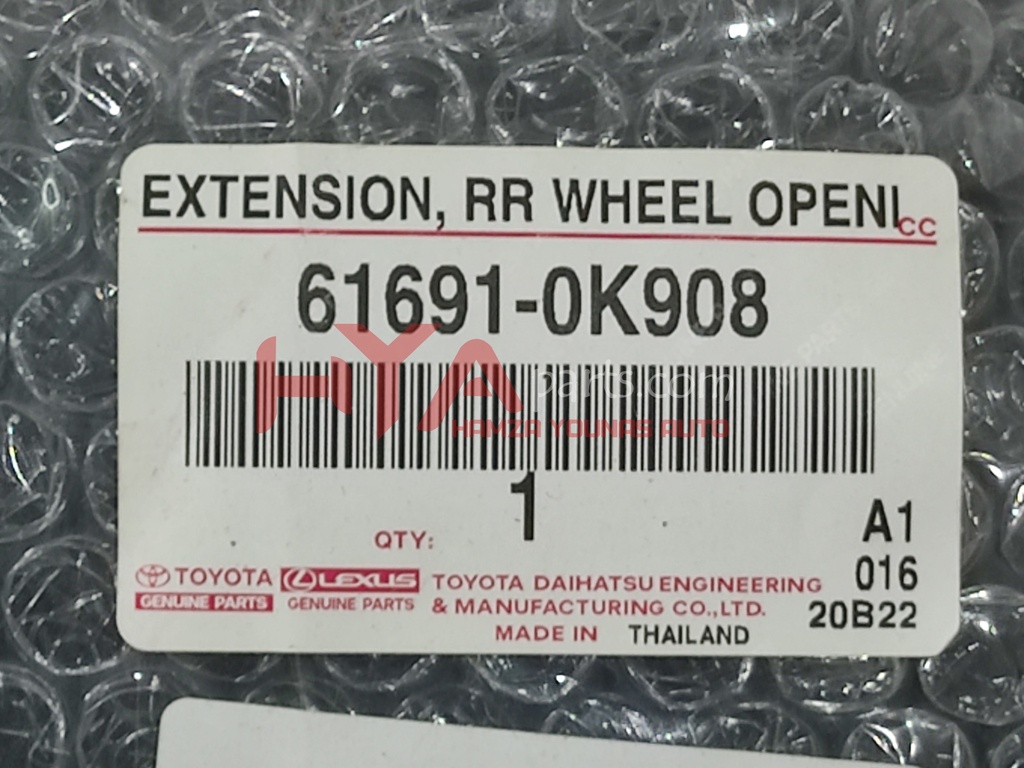 EXTENSION, RR WHEEL OPENI
CC
61691-0K908
HYA parts.com
HAMZA YOUNAS AUTO
1
QTY:
A1
TOYOTA LEXUS TOYOTA DAIHATSU ENGINEERING 016
GENUINE PARTS GENUINE PARTS & MANUFACTURING CO.,LTD. 20B22
MADE IN THAILAND